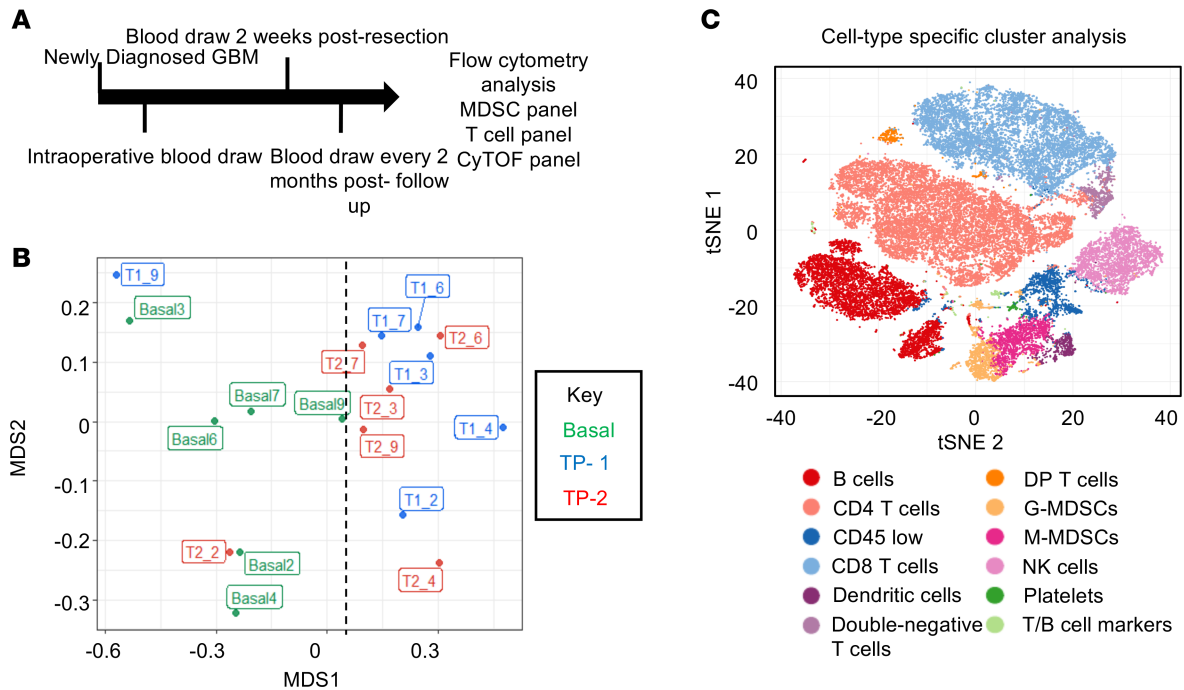 A
Blood draw 2 weeks post-resection
Newly Diagnosed GBM
Intraoperative blood draw
Blood draw every 2
months post- follow
up
Flow cytometry
analysis
MDSC panel
T cell panel
CyTOF panel
B
MDS2
0.2
0.1
0
-0.1
-0.2
-0.3
T1_9
Basal3
T1_6
T1_7
T2_6
T2_7
T1_3
Basal7
Basal9
T2_3
T1_4
Basal6
T2_9
T1_2
T2_2
Basal2
T2_4
Basal4
-0.6
-0.3
0
0.3
MDS1
Key
Basal
TP- 1
TP-2
C
Cell-type specific cluster analysis
tSNE 1
40
20
0
-20
-40
-40
-20
0
20
40
tSNE 2
B cells
CD4 T cells
CD45 low
CD8 T cells
Dendritic cells
Double-negative
T cells
DP T cells
G-MDSCs
M-MDSCs
NK cells
Platelets
T/B cell markers